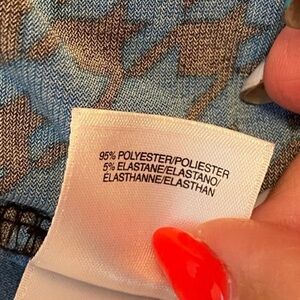 95% POLYESTER/POLIESTER
5% ELASTANE/ELASTANO/
ELASTHANNE/ELASTHAN